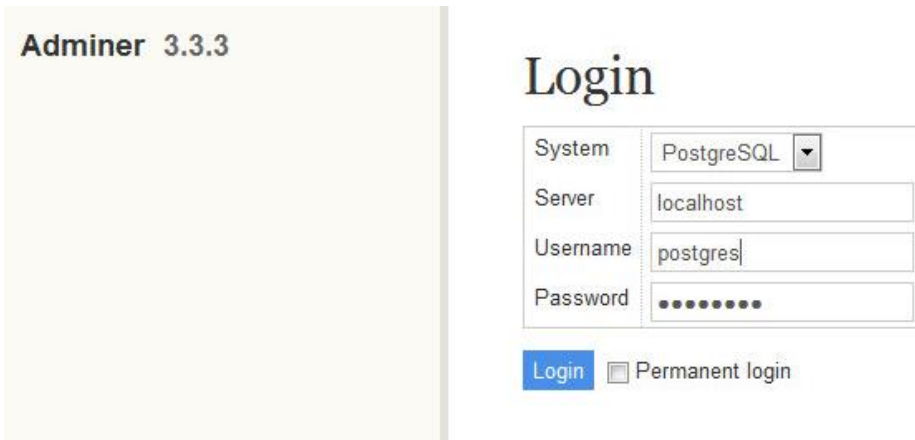 Adminer 3.3.3
Login
System PostgreSQL
Server localhost
Username postgres
Password ••••••••
Login Permanent login